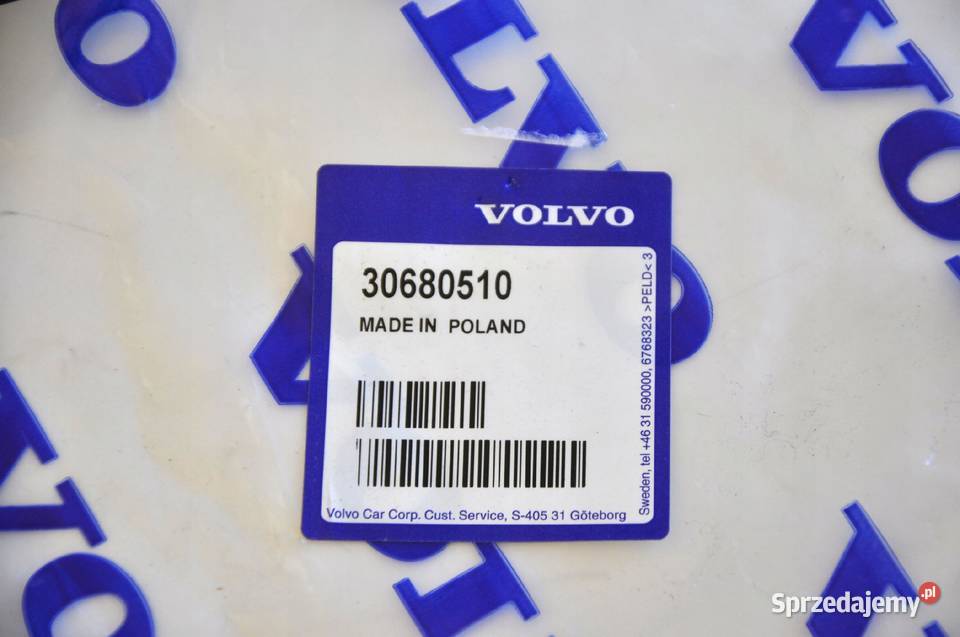 VOLVO
30680510
MADE IN POLAND
Volvo Car Corp. Cust. Service, S-405 31 Göteborg
Sweden, tel +46 31 590000, 6768323 >PELD< 3
Sprzedajemy.pl